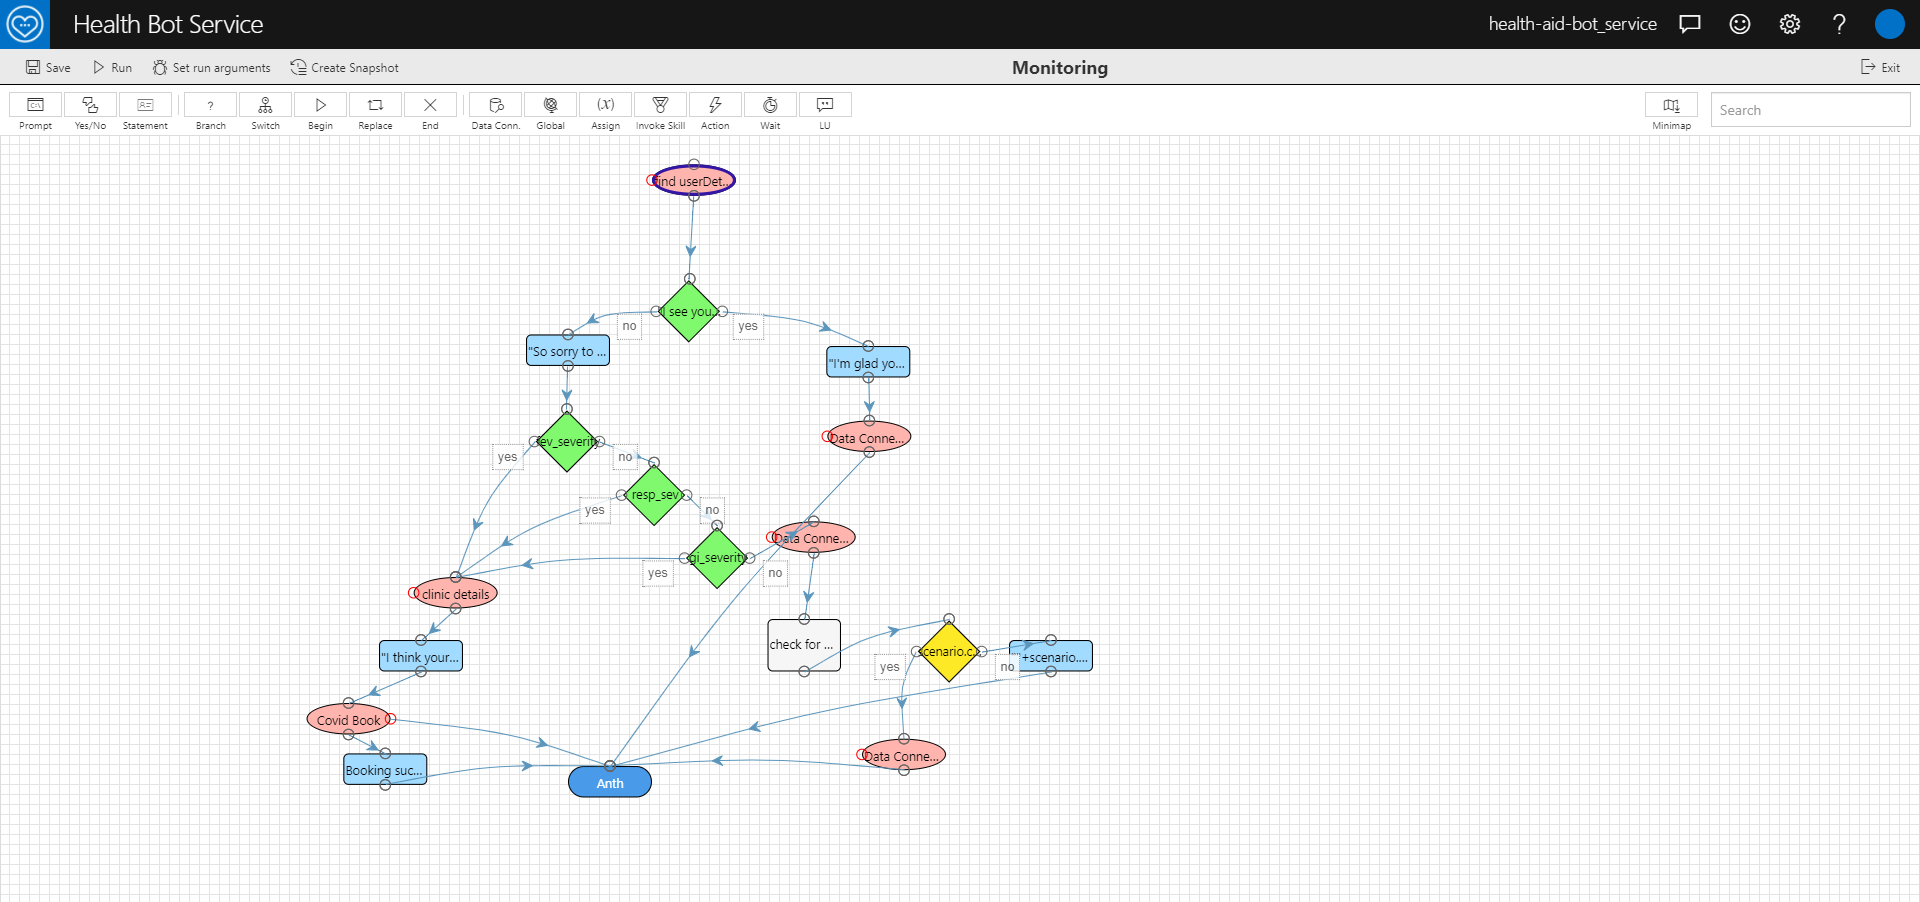 Health Bot Service
health-aid-bot_service
?
Save
Run
Set run arguments
Create Snapshot
Monitoring
Exit
C:\
?
(x)
Prompt
Yes/No
Statement
Branch
Switch
Begin
Replace
End
Data Conn.
Global
Assign
Invoke Skill
Action
Wait
LU
Minimap
Search
ind userDet...
I see you...
no
yes
"So sorry to ...
"I'm glad yo...
ev_severity
Data Conne...
yes
no
resp_sev
yes
no
Data Conne...
gi_severity
yes
no
clinic details
check for ...
cenario.c...
+scenario....
"I think your...
yes
no
Covid Book
Data Conne...
Booking suc...
Anth